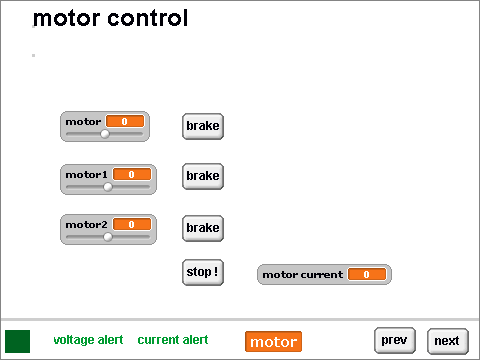 motor control
motor 0 brake
motor1 0 brake
motor2 0 brake
stop !
motor current 0
voltage alert current alert motor prev next